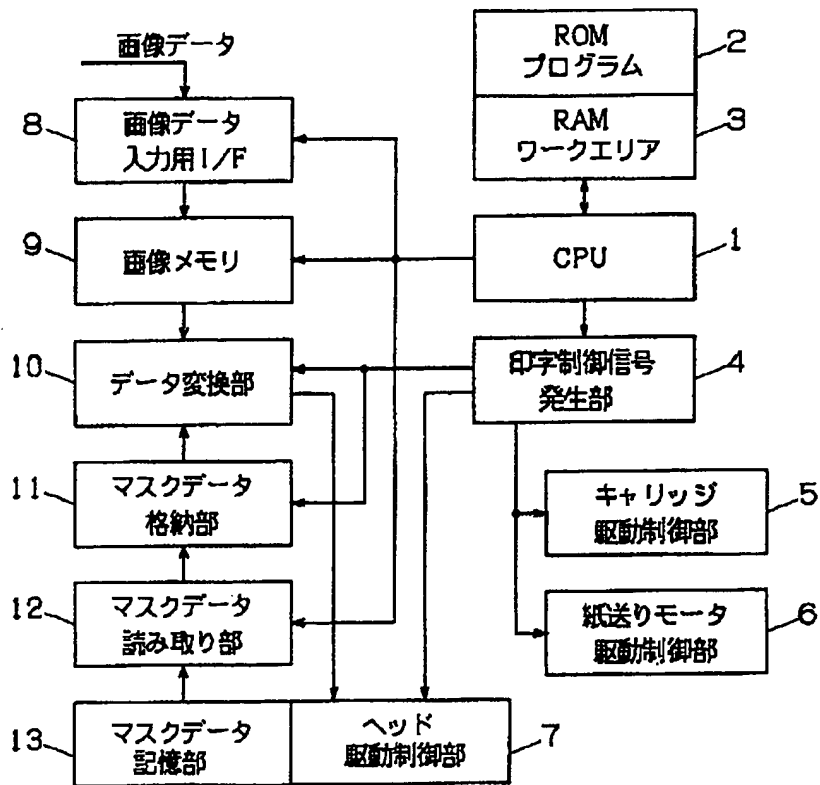 画像データ
ROM
プログラム
2
RAM
ワークエリア
3
8
画像データ
入力用I/F
9
画像メモリ
CPU
1
10
データ変換部
印字制御信号
発生部
4
11
マスクデータ
格納部
キャリッジ
駆動制御部
5
12
マスクデータ
読み取り部
紙送りモータ
駆動制御部
6
13
マスクデータ
記憶部
ヘッド
駆動制御部
7